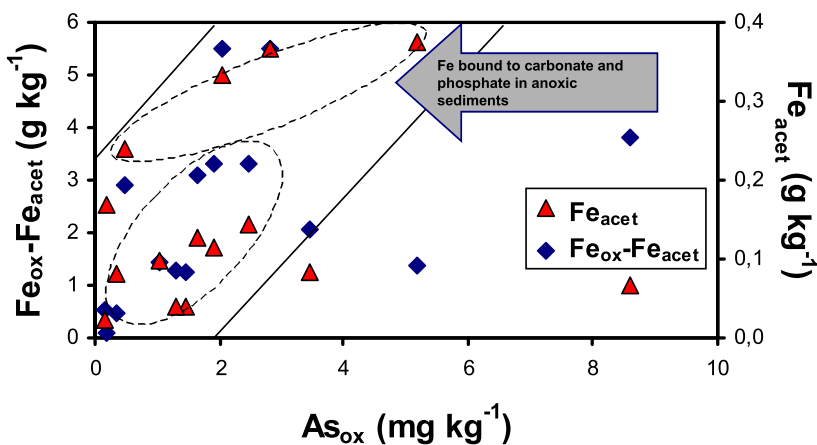 6
5
4
3
2
1
0
Feox-Feacet (g kg-1)
Fe bound to carbonate and
phosphate in anoxic
sediments
Feacet
Feox-Feacet
0,4
0,3
0,2
0,1
0,0
Feacet (g kg-1)
0 2 4 6 8 10
Asox (mg kg-1)